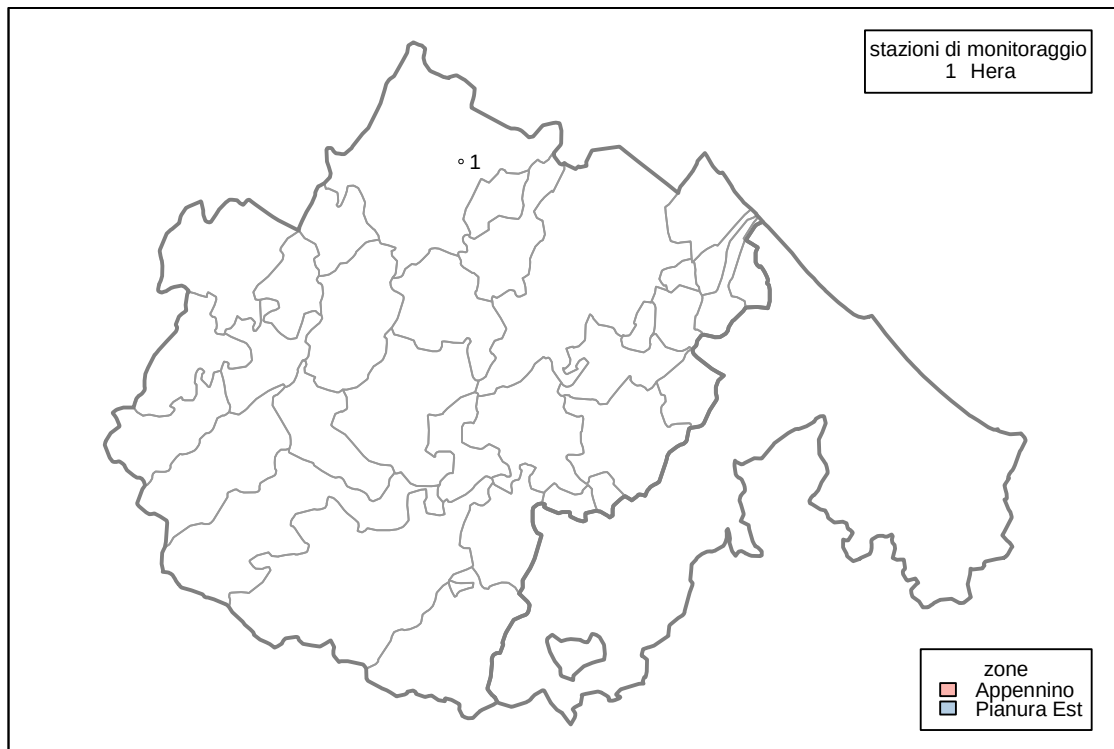 stazioni di monitoraggio
1 Hera
1
zone
Appennino
Pianura Est